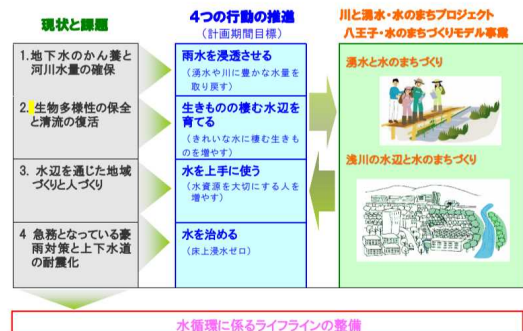 現状と課題
1.地下水のかん養と
河川水量の確保
2.生物多様性の保全
と清流の復活
3. 水辺を通じた地域
づくりと人づくり
4 急務となっている豪
雨対策と上下水道
の耐震化
4つの行動の推進
(計画期間目標)
雨水を浸透させる
(湧水や川に豊かな水量を
取り戻す)
生きものの棲む水辺を
育てる
(きれいな水に棲む生きも
のを増やす)
水を上手に使う
(水資源を大切にする人を
増やす)
水を治める
(床上浸水ゼロ)
川と湧水・水のまちプロジェクト
八王子・水のまちづくりモデル事業
湧水と水のまちづくり
浅川の水辺と水のまちづくり
水循環に係るライフラインの整備